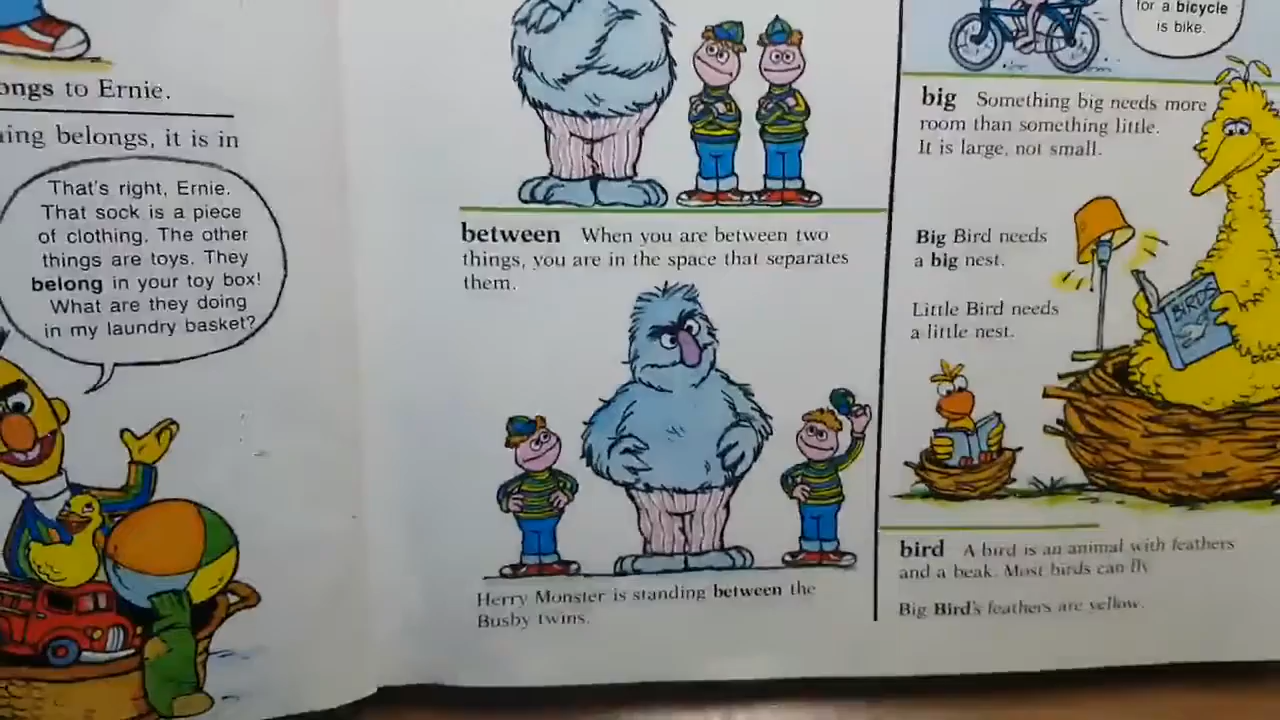 to Ernie.
belongs, it is in
That's right, Ernie.
That sock is a piece
of clothing. The other
things are toys. They
belong in your toy box!
What are they doing
in my laundry basket?
between When you are between two
things, you are in the space that separates
them.
Herry Monster is standing between the
Busby twins.
for a bicycle
is bike.
big Something big needs more
room than something little.
It is large, not small.
Big Bird needs
a big nest.
Little Bird needs
a little nest.
BIRDS
bird A bird is an animal with feathers
and a beak. Most birds can fly
Big Bird's feathers are yellow.